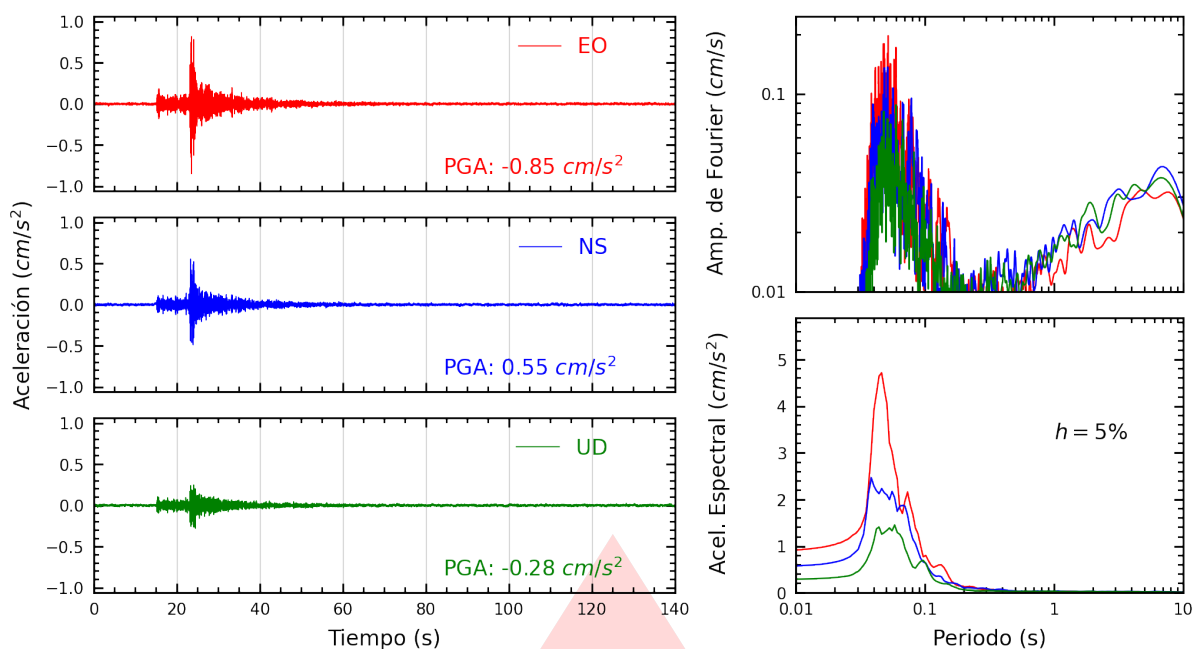 Aceleración (cm/s²)
1.0
0.5
0.0
−0.5
−1.0
EO
PGA: -0.85 cm/s²
1.0
0.5
0.0
−0.5
−1.0
NS
PGA: 0.55 cm/s²
1.0
0.5
0.0
−0.5
−1.0
UD
PGA: -0.28 cm/s²
0 20 40 60 80 100 120 140
Tiempo (s)
Amp. de Fourier (cm/s)
0.1
0.01
Acel. Espectral (cm/s²)
5
4
3
2
1
0
h = 5%
0.01 0.1 1 10
Periodo (s)